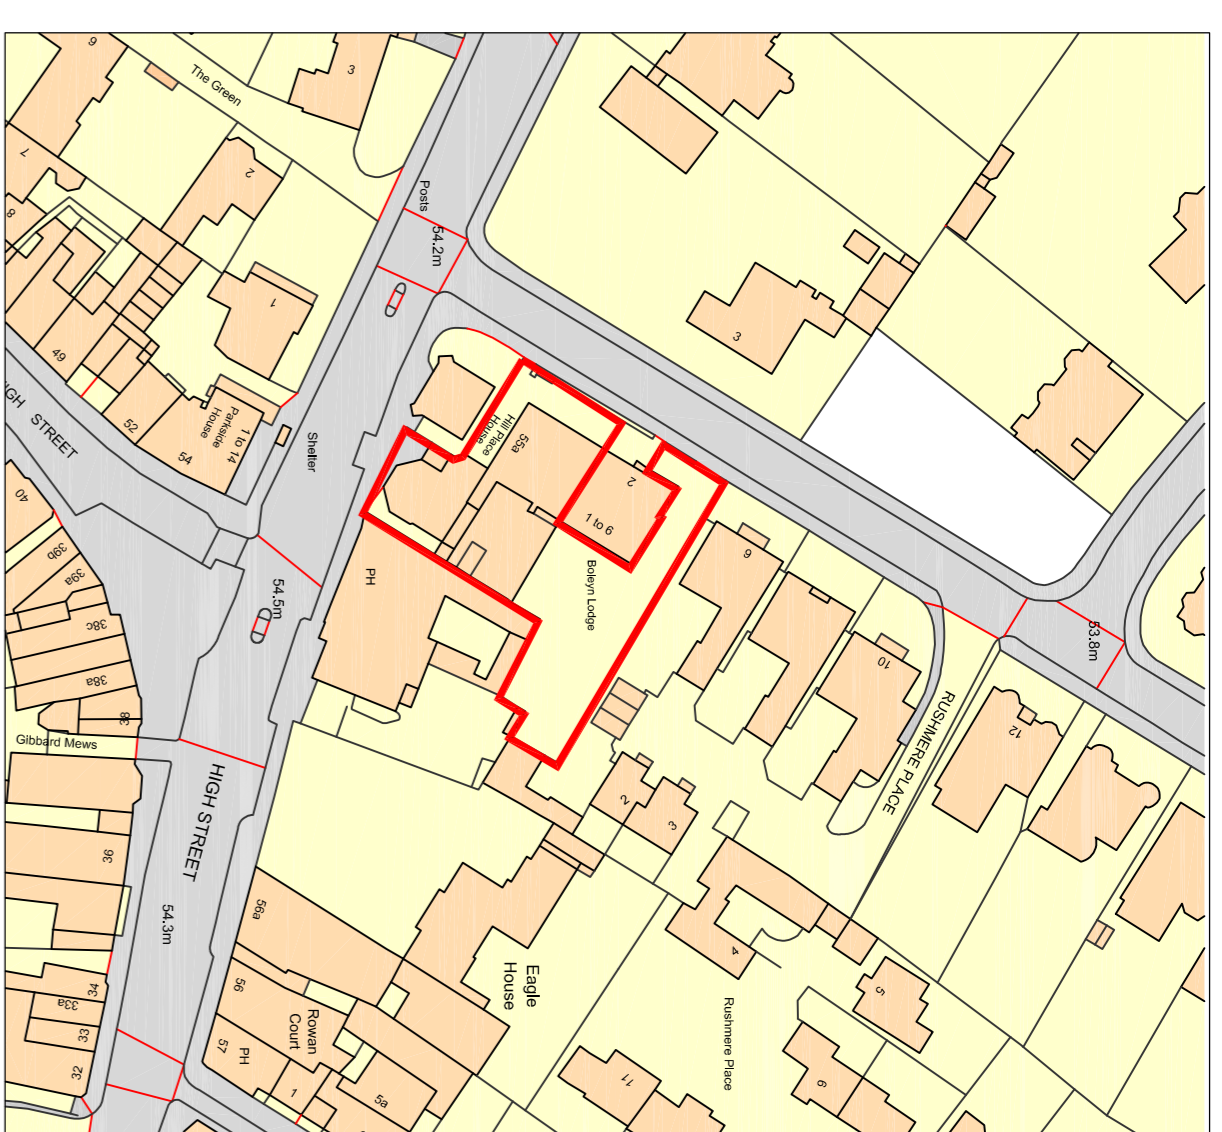 9
The Green
3
7
2
8
Posts
54.2m
1
3
49
HIGH STREET
52
1 to 14
Parkside
House
54
Shelter
Hill Place
House
55a
2
1 to 6
40
39b
39a
38c
38a
38
PH
54.5m
Boleyn Lodge
9
10
53.8m
12
RUSHMERE PLACE
Gibbard Mews
HIGH STREET
36
54.3m
2
3
4
5
56a
Eagle
House
Rushmere Place
34
33a
33
32
56
57
PH
Rowan
Court
1
5a
11